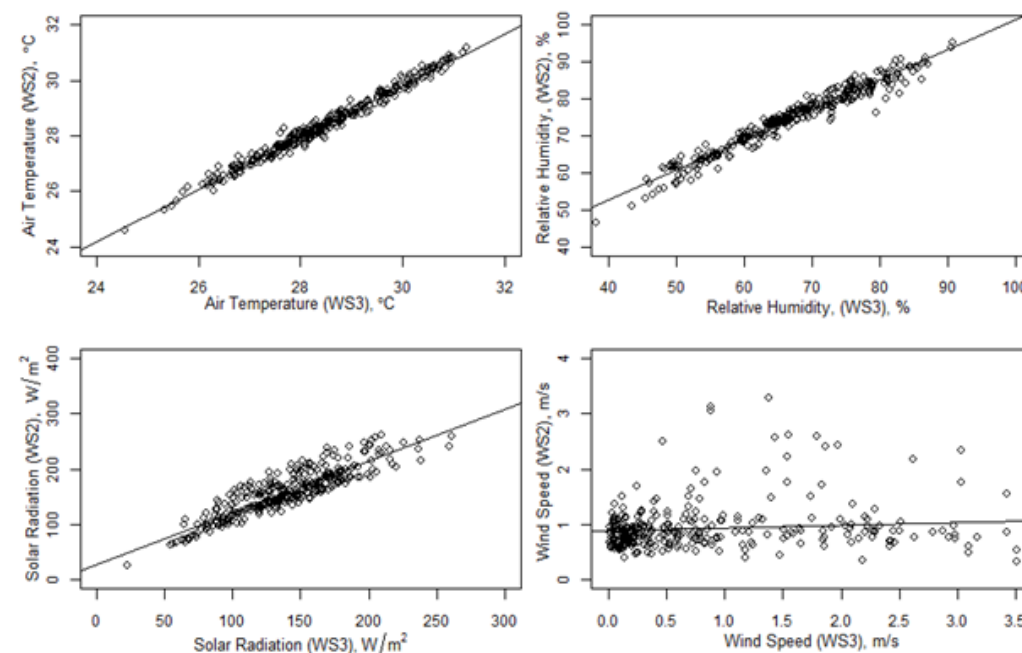 Air Temperature (WS2), °C
32
30
28
26
24
24 26 28 30 32
Air Temperature (WS3), °C
Relative Humidity, (WS2), %
100
90
80
70
60
50
40
40 50 60 70 80 90 100
Relative Humidity, (WS3), %
Solar Radiation (WS2), W/m²
400
300
200
100
0
0 50 100 150 200 250 300
Solar Radiation (WS3), W/m²
Wind Speed (WS2), m/s
4
3
2
1
0
0.0 0.5 1.0 1.5 2.0 2.5 3.0 3.5
Wind Speed (WS3), m/s